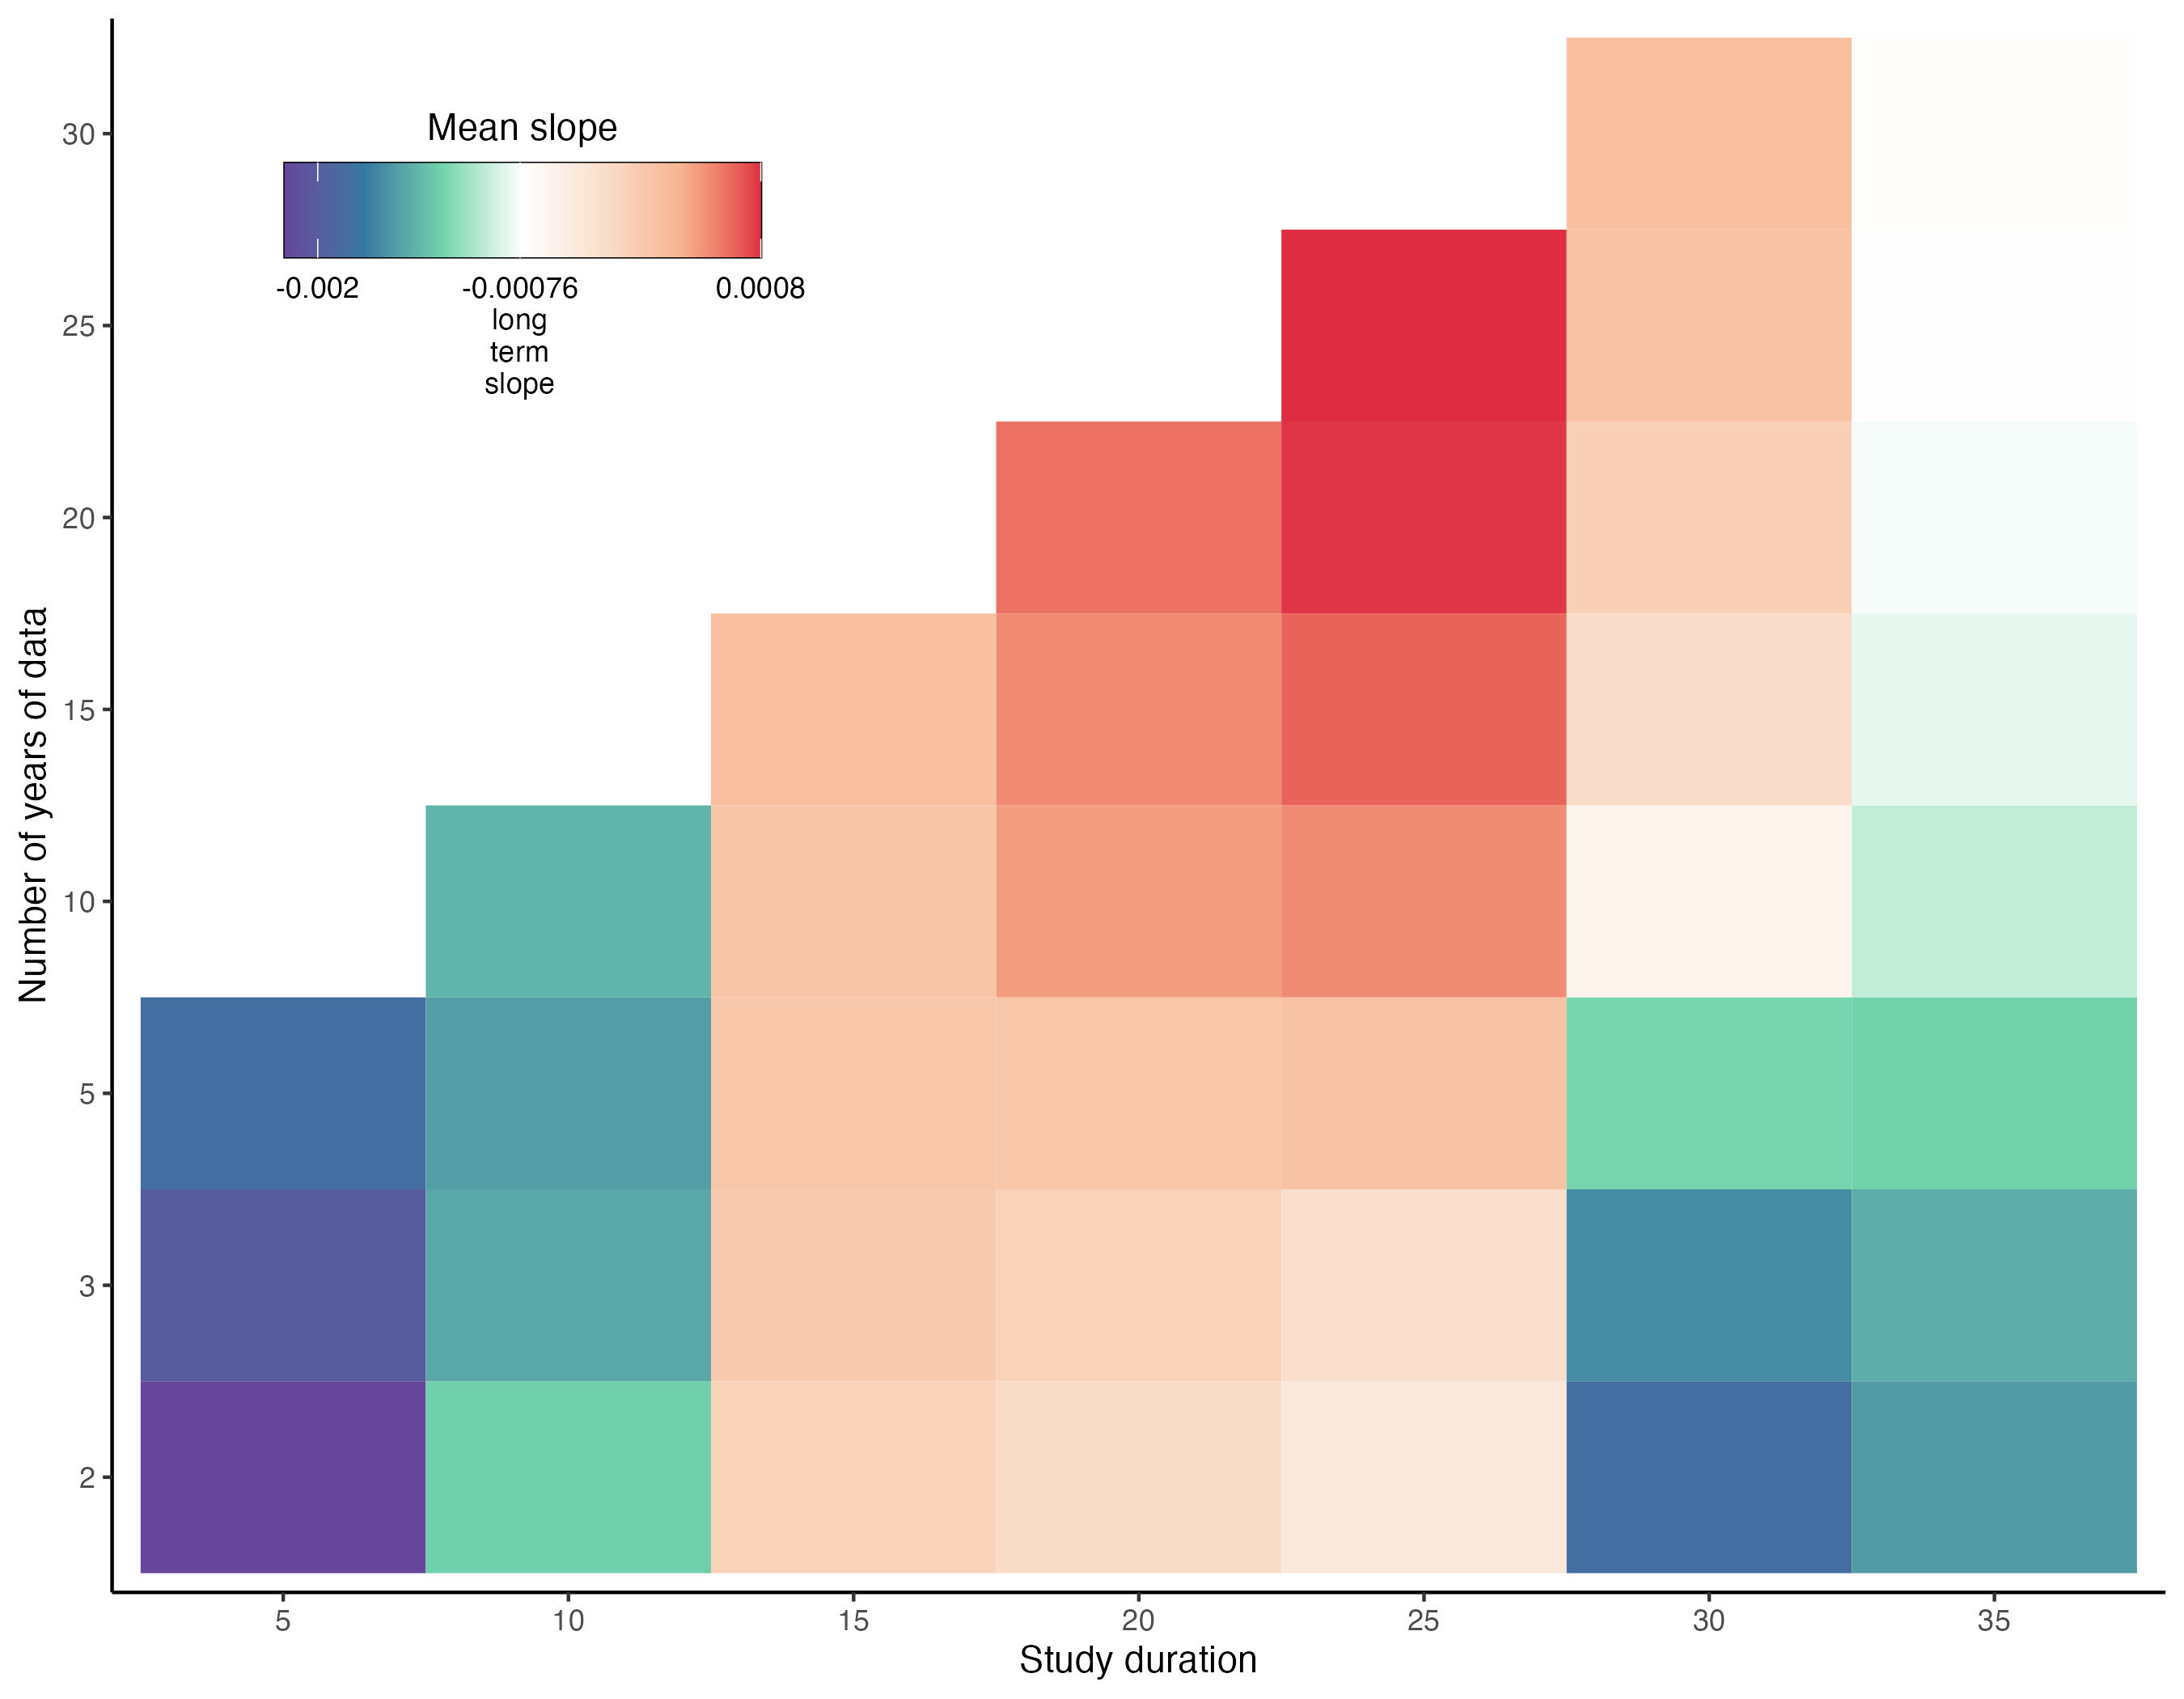 Mean slope
-0.002 -0.00076 0.0008
long
term
slope
Number of years of data
30
25
20
15
10
5
3
2
5 10 15 20 25 30 35
Study duration